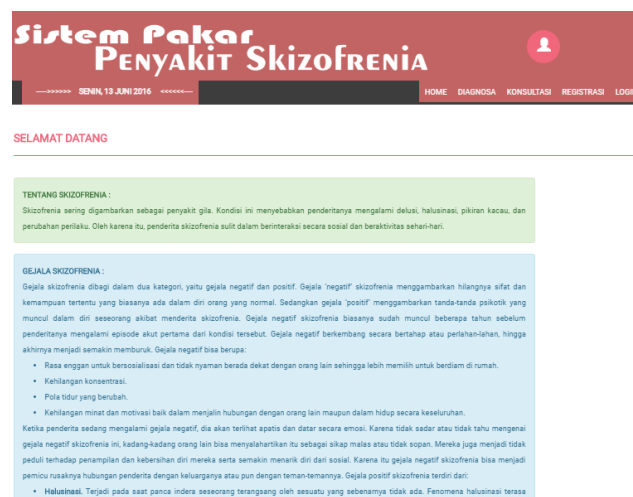 Sistem Pakar
Penyakit Skizofrenia
---->>>>>> SENIN, 13 JUNI 2016 <<<<<<----
HOME DIAGNOSA KONSULTASI REGISTRASI LOGIN
SELAMAT DATANG
TENTANG SKIZOFRENIA :
Skizofrenia sering digambarkan sebagai penyakit gila. Kondisi ini menyebabkan penderitanya mengalami delusi, halusinasi, pikiran kacau, dan
perubahan perilaku. Oleh karena itu, penderita skizofrenia sulit dalam berinteraksi secara sosial dan beraktivitas sehari-hari.
GEJALA SKIZOFRENIA :
Gejala skizofrenia dibagi dalam dua kategori, yaitu gejala negatif dan positif. Gejala 'negatif' skizofrenia menggambarkan hilangnya sifat dan
kemampuan tertentu yang biasanya ada dalam diri orang yang normal. Sedangkan gejala 'positif' menggambarkan tanda-tanda psikotik yang
muncul dalam diri seseorang akibat menderita skizofrenia. Gejala negatif skizofrenia biasanya sudah muncul beberapa tahun sebelum
penderitanya mengalami episode akut pertama dari kondisi tersebut. Gejala negatif berkembang secara bertahap atau perlahan-lahan, hingga
akhirnya menjadi semakin memburuk. Gejala negatif bisa berupa:
• Rasa enggan untuk bersosialisasi dan tidak nyaman berada dekat dengan orang lain sehingga lebih memilih untuk berdiam di rumah.
• Kehilangan konsentrasi.
• Pola tidur yang berubah.
• Kehilangan minat dan motivasi baik dalam menjalin hubungan dengan orang lain maupun dalam hidup secara keseluruhan.
Ketika penderita sedang mengalami gejala negatif, dia akan terlihat apatis dan datar secara emosi. Karena tidak sadar atau tidak tahu mengenai
gejala negatif skizofrenia ini, kadang-kadang orang lain bisa menyalahartikan itu sebagai sikap malas atau tidak sopan. Mereka juga menjadi tidak
peduli terhadap penampilan dan kebersihan diri mereka serta semakin menarik diri dari sosial. Karena itu gejala negatif skizofrenia bisa menjadi
pemicu rusaknya hubungan penderita dengan keluarganya atau pun dengan teman-temannya. Gejala positif skizofrenia terdiri dari:
• Halusinasi. Terjadi pada saat panca indera seseorang terangsang oleh sesuatu yang sebenarnya tidak ada. Fenomena halusinasi terasa